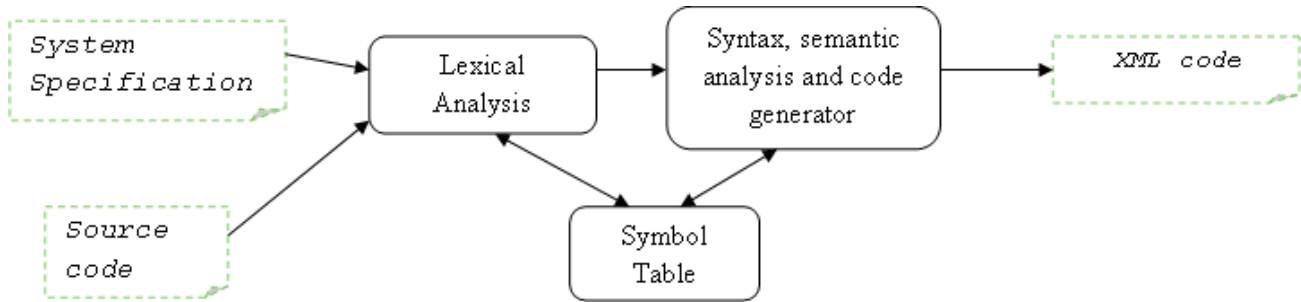 System
Specification
Lexical
Analysis
Syntax, semantic
analysis and code
generator
XML code
Source
code
Symbol
Table